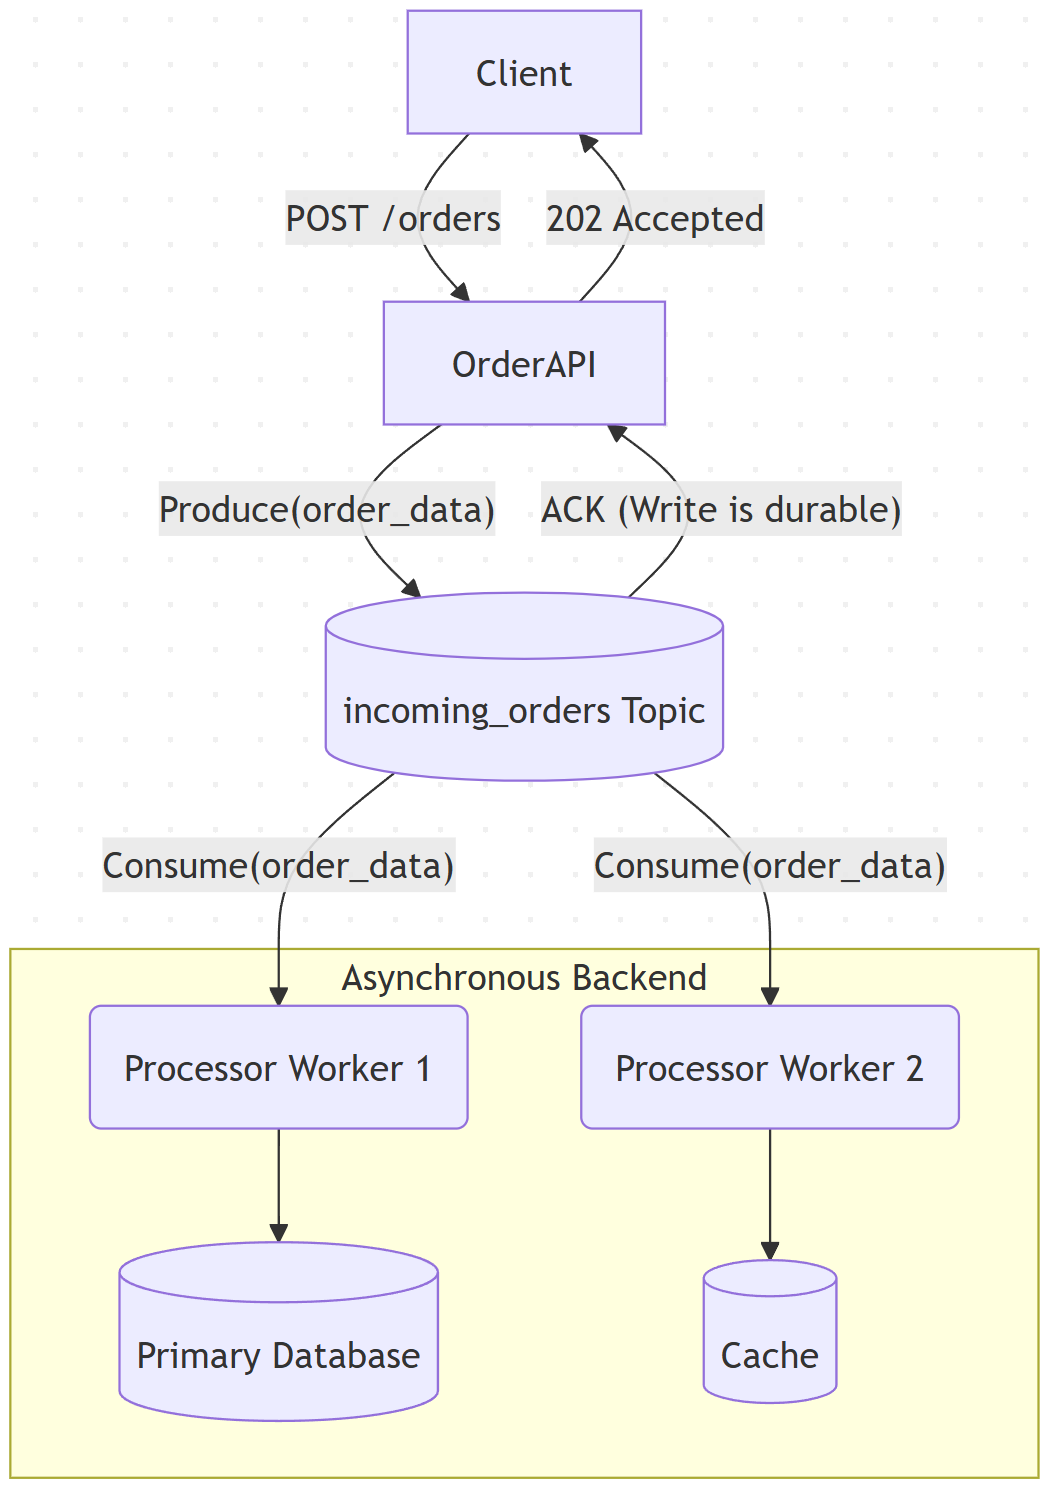 Client
POST /orders
202 Accepted
OrderAPI
Produce(order_data)
ACK (Write is durable)
incoming_orders Topic
Consume(order_data)
Consume(order_data)
Asynchronous Backend
Processor Worker 1
Processor Worker 2
Primary Database
Cache